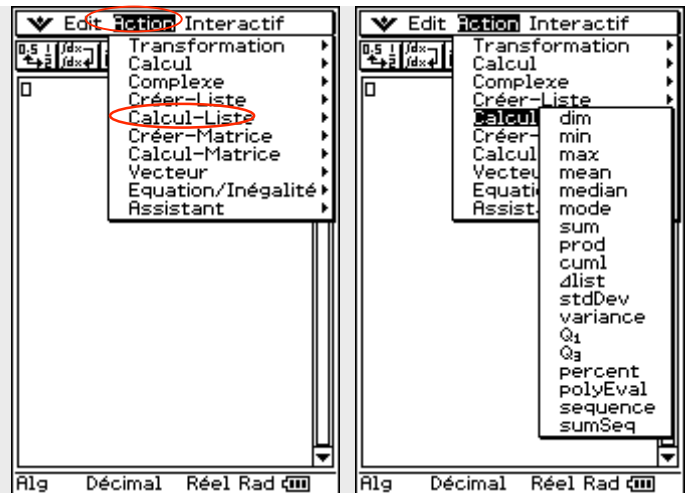 Edit Action Interactif
Transformation
Calcul
Complexe
Créer-Liste
Calcul-Liste
Créer-Matrice
Calcul-Matrice
Vecteur
Equation/Inégalité
Assistant
Alg Décimal Réel Rad
Edit Action Interactif
Transformation
Calcul
Complexe
Créer-Liste
Calcul
Créer-
Calcul
Vecteu
Equati
Assist
dim
min
max
mean
median
mode
sum
prod
cuml
⊿list
stdDev
variance
Q₁
Q₃
percent
polyEval
sequence
sumSeq
Alg Décimal Réel Rad